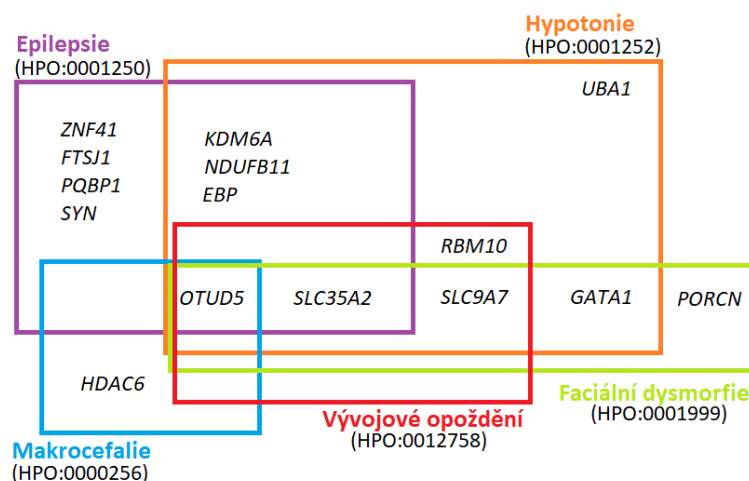 Epilepsie
(HPO:0001250)
Hypotonie
(HPO:0001252)
UBA1
ZNF41
FTSJ1
PQBP1
SYN
KDM6A
NDUFB11
EBP
RBM10
OTUD5
SLC35A2
SLC9A7
GATA1
PORCN
HDAC6
Faciální dysmorfie
(HPO:0001999)
Vývojové opoždění
(HPO:0012758)
Makrocefalie
(HPO:0000256)